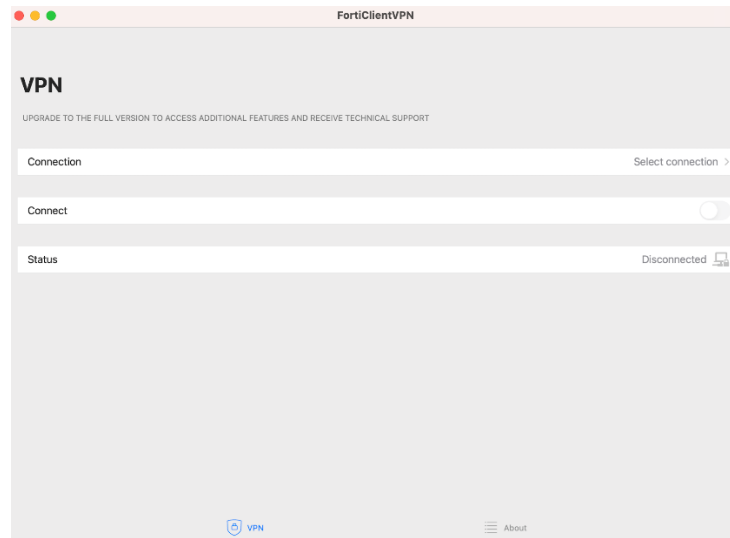 FortiClientVPN
VPN
UPGRADE TO THE FULL VERSION TO ACCESS ADDITIONAL FEATURES AND RECEIVE TECHNICAL SUPPORT
Connection Select connection >
Connect
Status Disconnected
VPN About